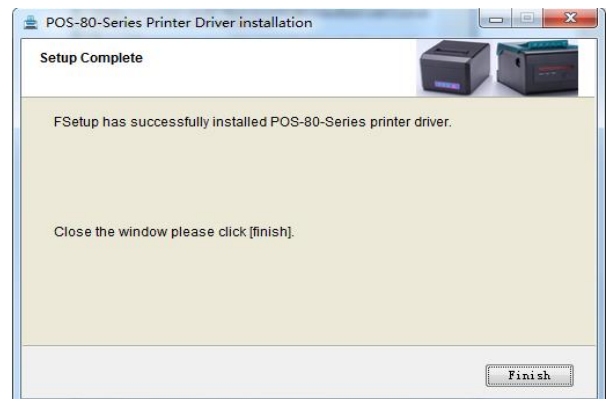 POS-80-Series Printer Driver installation
Setup Complete
FSetup has successfully installed POS-80-Series printer driver.
Close the window please click [finish].
Finish